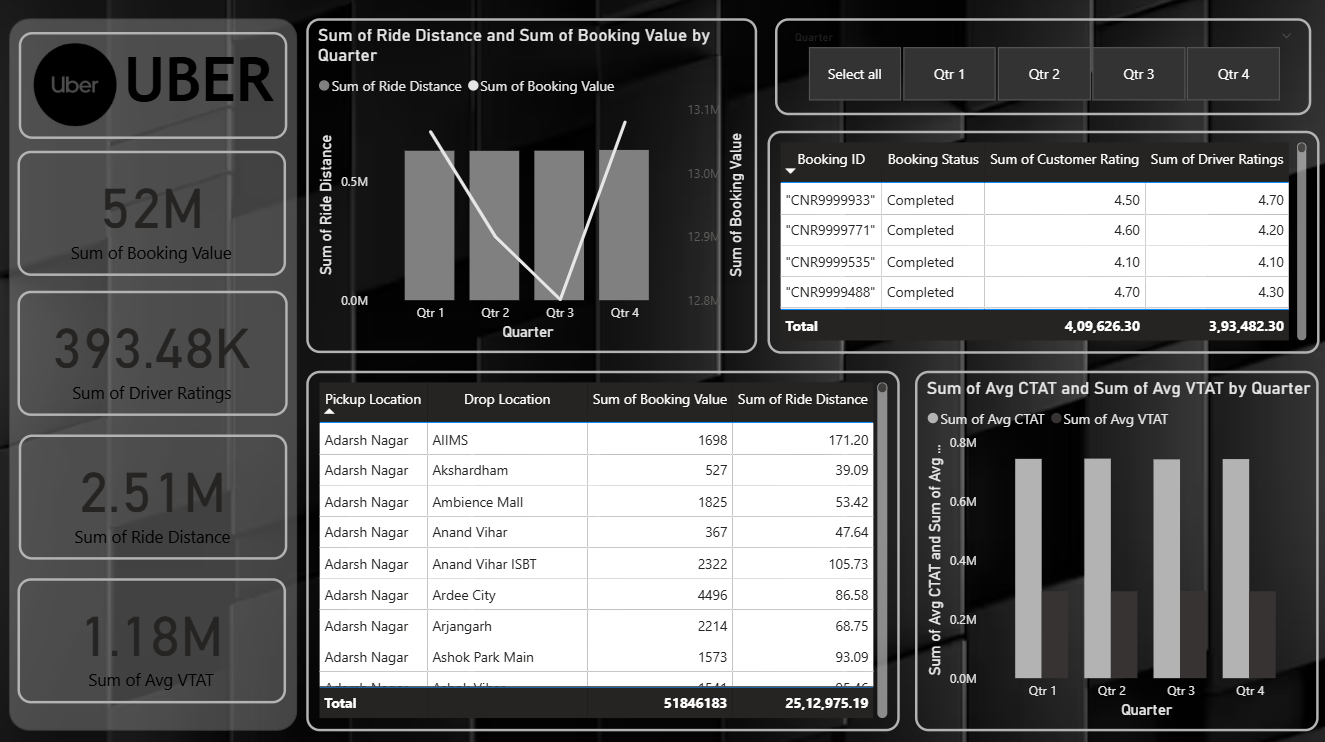 Uber
UBER
52M
Sum of Booking Value
393.48K
Sum of Driver Ratings
2.51M
Sum of Ride Distance
1.18M
Sum of Avg VTAT
Sum of Ride Distance and Sum of Booking Value by
Quarter
Sum of Ride Distance Sum of Booking Value
Sum of Ride Distance
0.5M
0.0M
13.1M
13.0M
12.9M
12.8M
Sum of Booking Value
Qtr 1 Qtr 2 Qtr 3 Qtr 4
Quarter
Quarter
Select all Qtr 1 Qtr 2 Qtr 3 Qtr 4
Booking ID Booking Status Sum of Customer Rating Sum of Driver Ratings
"CNR9999933" Completed 4.50 4.70
"CNR9999771" Completed 4.60 4.20
"CNR9999535" Completed 4.10 4.10
"CNR9999488" Completed 4.70 4.30
Total 4,09,626.30 3,93,482.30
Pickup Location Drop Location Sum of Booking Value Sum of Ride Distance
Adarsh Nagar AIIMS 1698 171.20
Adarsh Nagar Akshardham 527 39.09
Adarsh Nagar Ambience Mall 1825 53.42
Adarsh Nagar Anand Vihar 367 47.64
Adarsh Nagar Anand Vihar ISBT 2322 105.73
Adarsh Nagar Ardee City 4496 86.58
Adarsh Nagar Arjangarh 2214 68.75
Adarsh Nagar Ashok Park Main 1573 93.09
Total 51846183 25,12,975.19
Sum of Avg CTAT and Sum of Avg VTAT by Quarter
Sum of Avg CTAT Sum of Avg VTAT
Sum of Avg CTAT and Sum of Avg ...
0.8M
0.6M
0.4M
0.2M
0.0M
Qtr 1 Qtr 2 Qtr 3 Qtr 4
Quarter